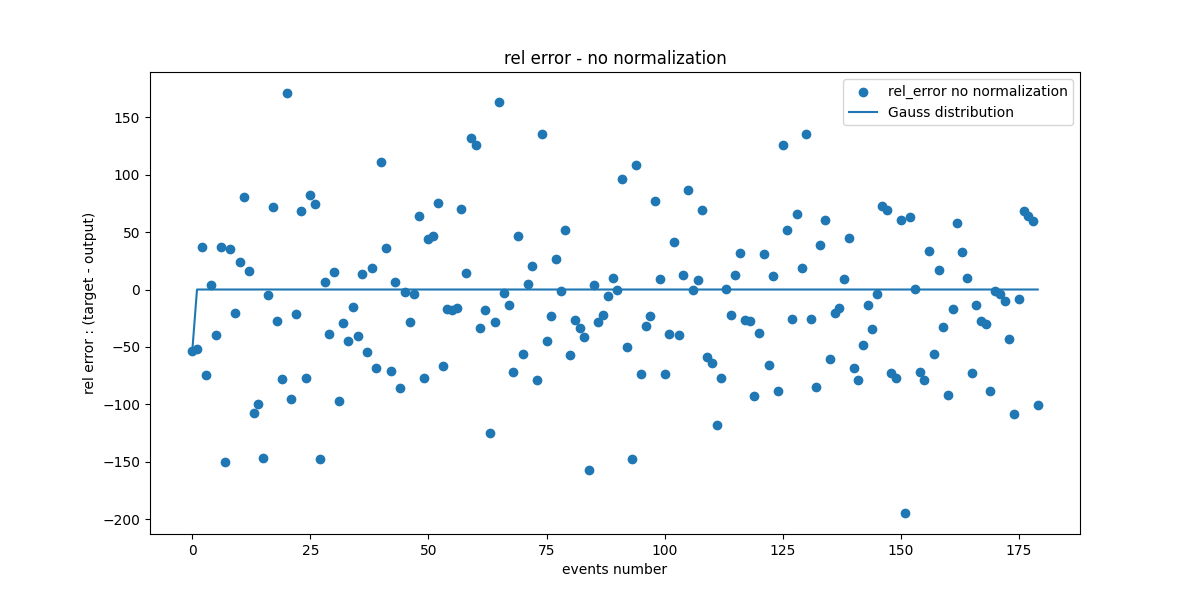 rel error - no normalization
rel_error no normalization
Gauss distribution
rel error : (target - output)
150
100
50
0
−50
−100
−150
−200
0 25 50 75 100 125 150 175
events number